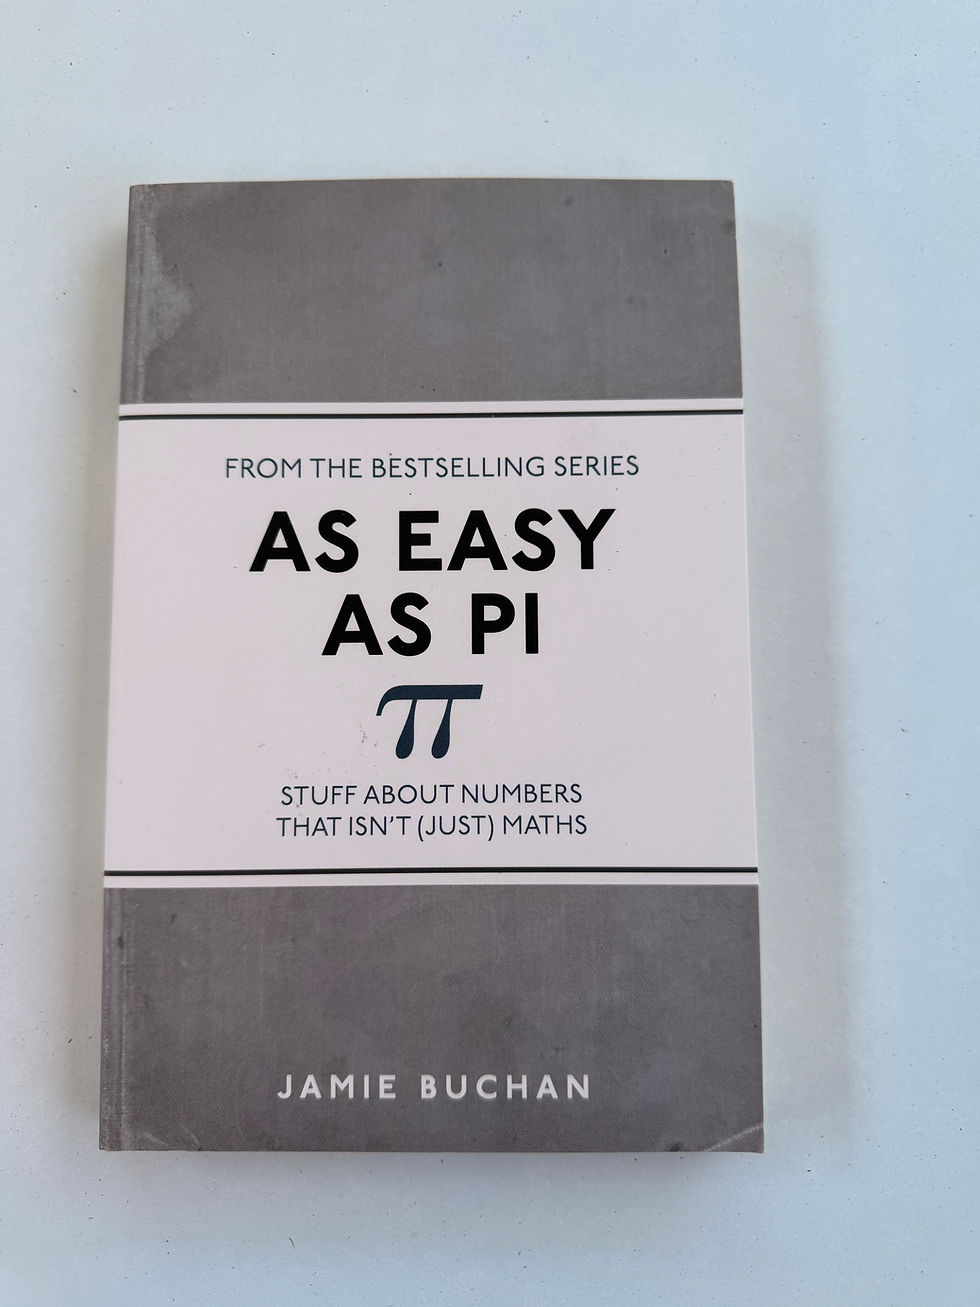 FROM THE BESTSELLING SERIES
AS EASY
AS PI
π
STUFF ABOUT NUMBERS
THAT ISN'T (JUST) MATHS
JAMIE BUCHAN